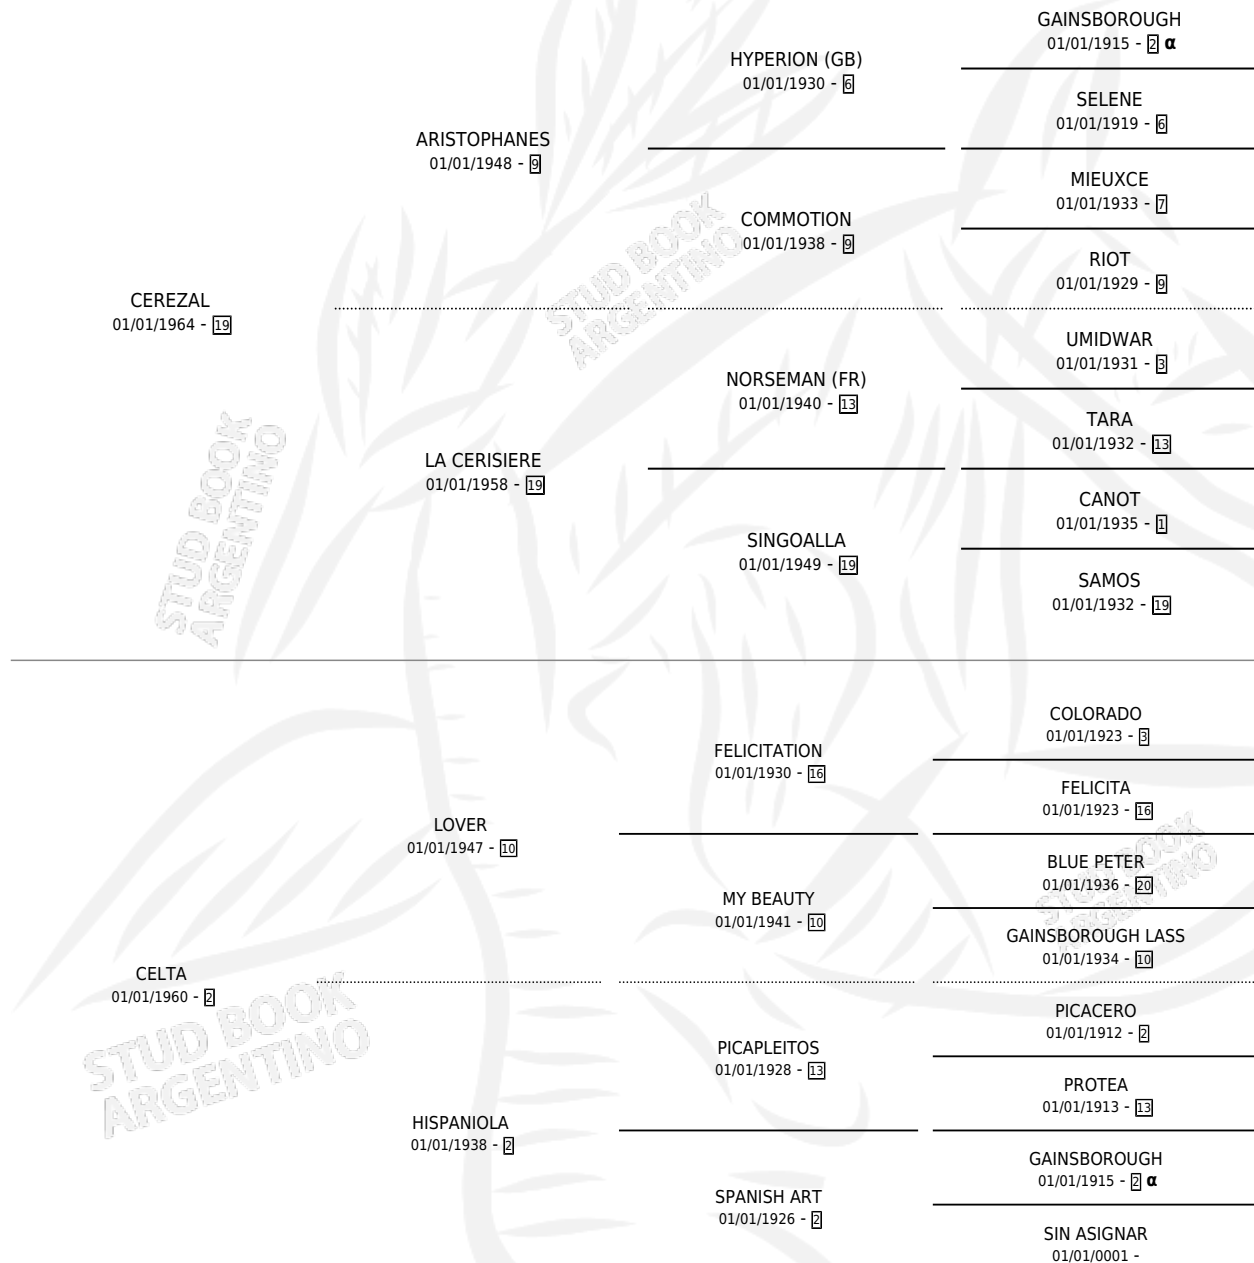 GAINSBOROUGH
01/01/1915 - 2 α
HYPERION (GB)
01/01/1930 - 6
SELENE
01/01/1919 - 6
ARISTOPHANES
01/01/1948 - 9
MIEUXCE
01/01/1933 - 7
COMMOTION
01/01/1938 - 9
RIOT
01/01/1929 - 9
CEREZAL
01/01/1964 - 19
UMIDWAR
01/01/1931 - 3
NORSEMAN (FR)
01/01/1940 - 13
TARA
01/01/1932 - 13
LA CERISIERE
01/01/1958 - 19
CANOT
01/01/1935 - 1
SINGOALLA
01/01/1949 - 19
SAMOS
01/01/1932 - 19
COLORADO
01/01/1923 - 3
FELICITATION
01/01/1930 - 16
FELICITA
01/01/1923 - 16
LOVER
01/01/1947 - 10
BLUE PETER
01/01/1936 - 20
MY BEAUTY
01/01/1941 - 10
GAINSBOROUGH LASS
01/01/1934 - 10
CELTA
01/01/1960 - 2
PICACERO
01/01/1912 - 2
PICAPLEITOS
01/01/1928 - 13
PROTEA
01/01/1913 - 13
HISPANIOLA
01/01/1938 - 2
GAINSBOROUGH
01/01/1915 - 2 α
SPANISH ART
01/01/1926 - 2
SIN ASIGNAR
01/01/0001 -
STUD BOOK
ARGENTINO
STUD BOOK
ARGENTINO
STUD BOOK
ARGENTINO
STUD BOOK
ARGENTINO